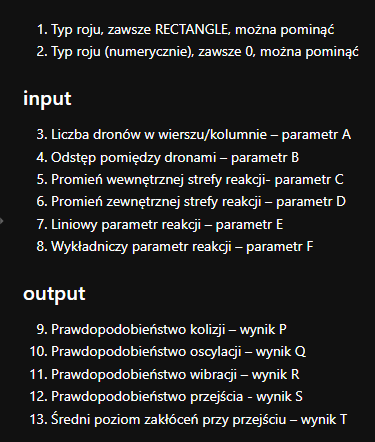 1. Typ roju, zawsze RECTANGLE, można pominąć
2. Typ roju (numerycznie), zawsze 0, można pominąć
input
3. Liczba dronów w wierszu/kolumnie – parametr A
4. Odstęp pomiędzy dronami – parametr B
5. Promień wewnętrznej strefy reakcji- parametr C
6. Promień zewnętrznej strefy reakcji – parametr D
7. Liniowy parametr reakcji – parametr E
8. Wykładniczy parametr reakcji – parametr F
output
9. Prawdopodobieństwo kolizji – wynik P
10. Prawdopodobieństwo oscylacji – wynik Q
11. Prawdopodobieństwo wibracji – wynik R
12. Prawdopodobieństwo przejścia - wynik S
13. Średni poziom zakłóceń przy przejściu – wynik T